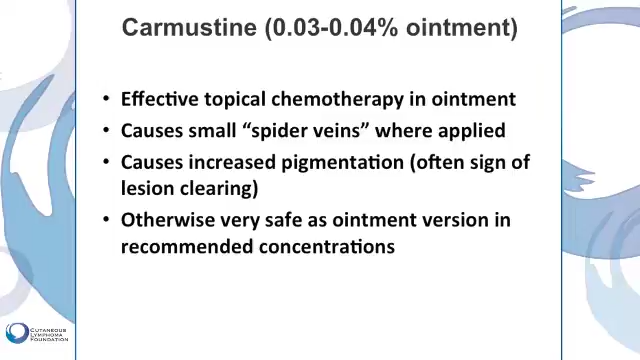 Carmustine (0.03-0.04% ointment)
• Effective topical chemotherapy in ointment
• Causes small “spider veins” where applied
• Causes increased pigmentation (often sign of
lesion clearing)
• Otherwise very safe as ointment version in
recommended concentrations
CUTANEOUS
LYMPHOMA
FOUNDATION